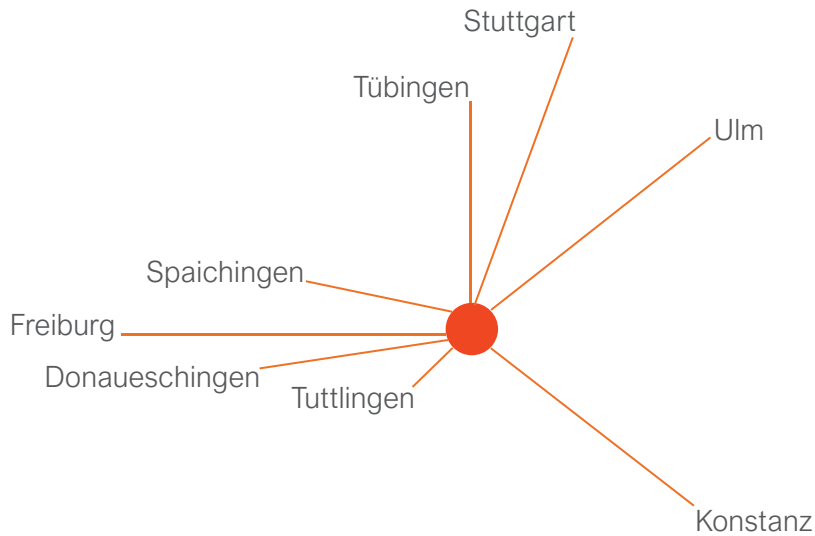 Stuttgart
Tübingen
Ulm
Spaichingen
Freiburg
Donaueschingen
Tuttlingen
Konstanz